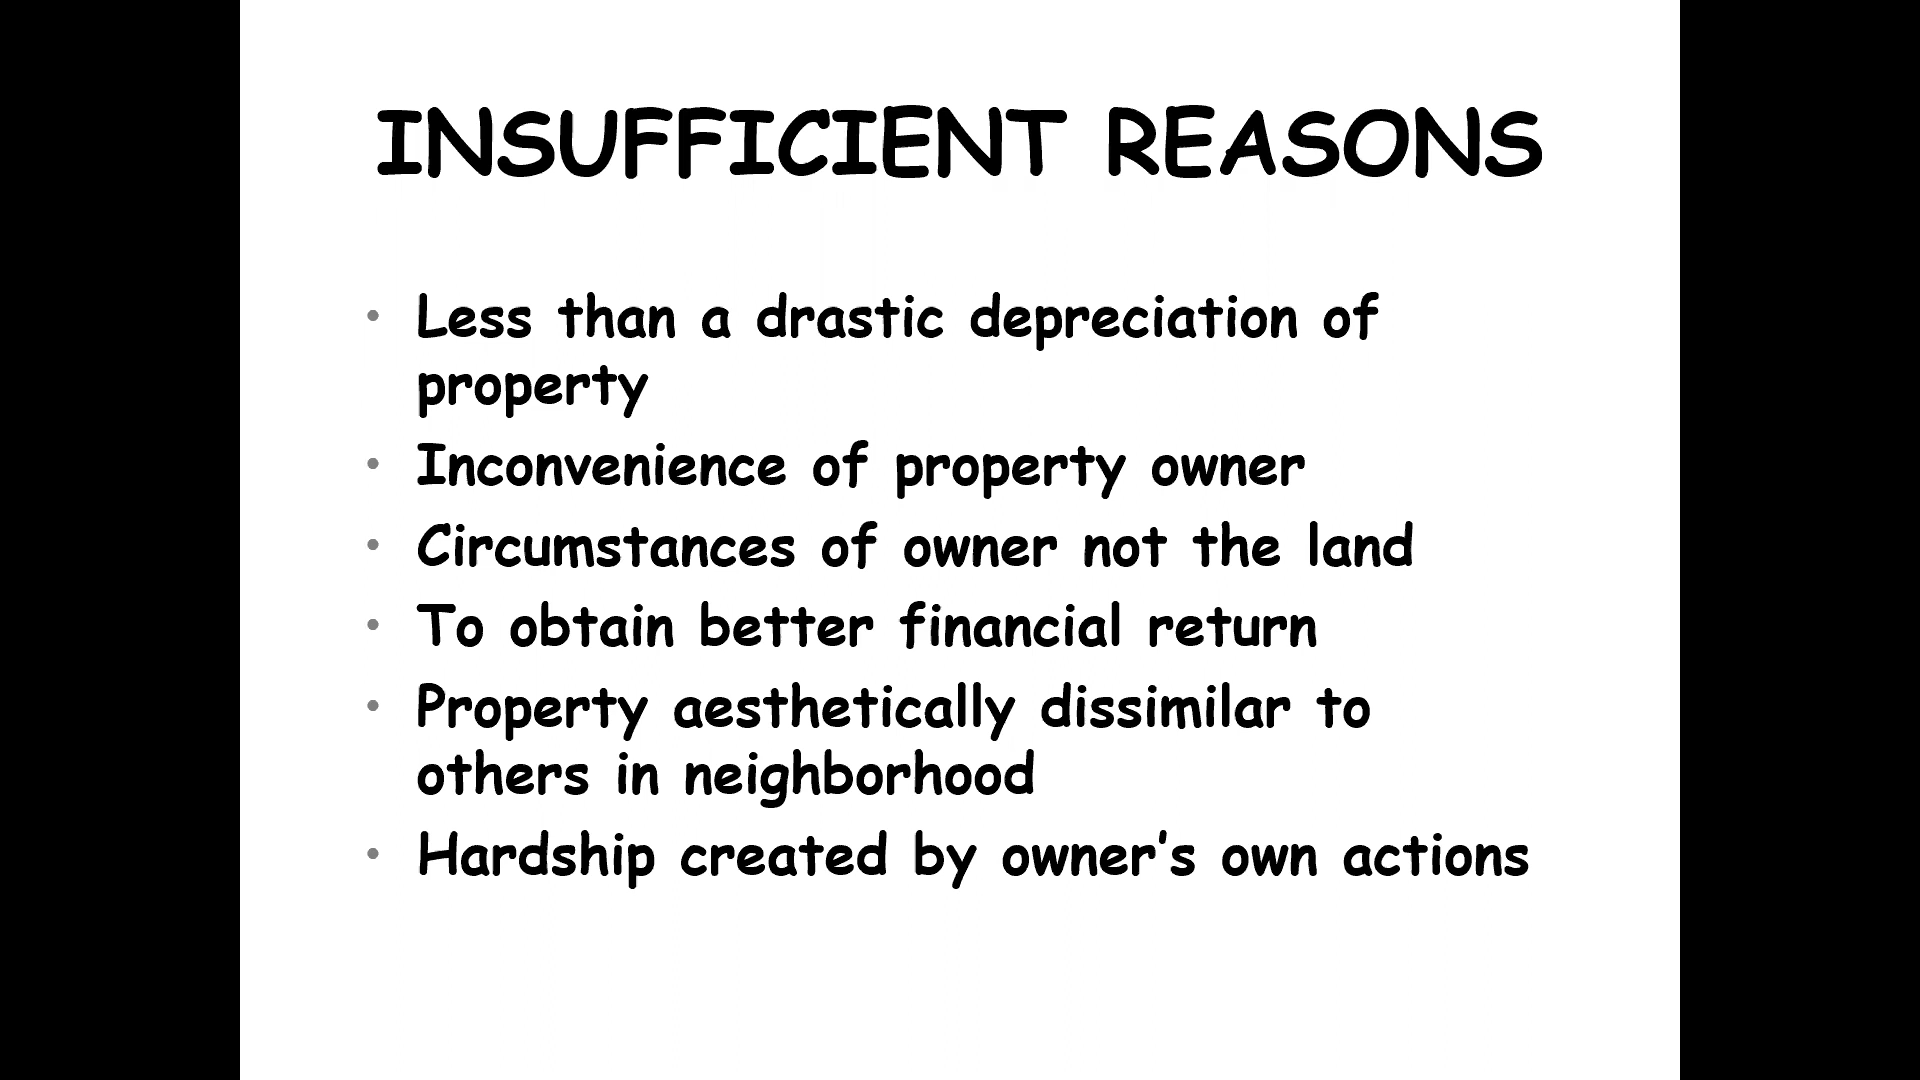 INSUFFICIENT REASONS
• Less than a drastic depreciation of
property
• Inconvenience of property owner
• Circumstances of owner not the land
• To obtain better financial return
• Property aesthetically dissimilar to
others in neighborhood
• Hardship created by owner’s own actions